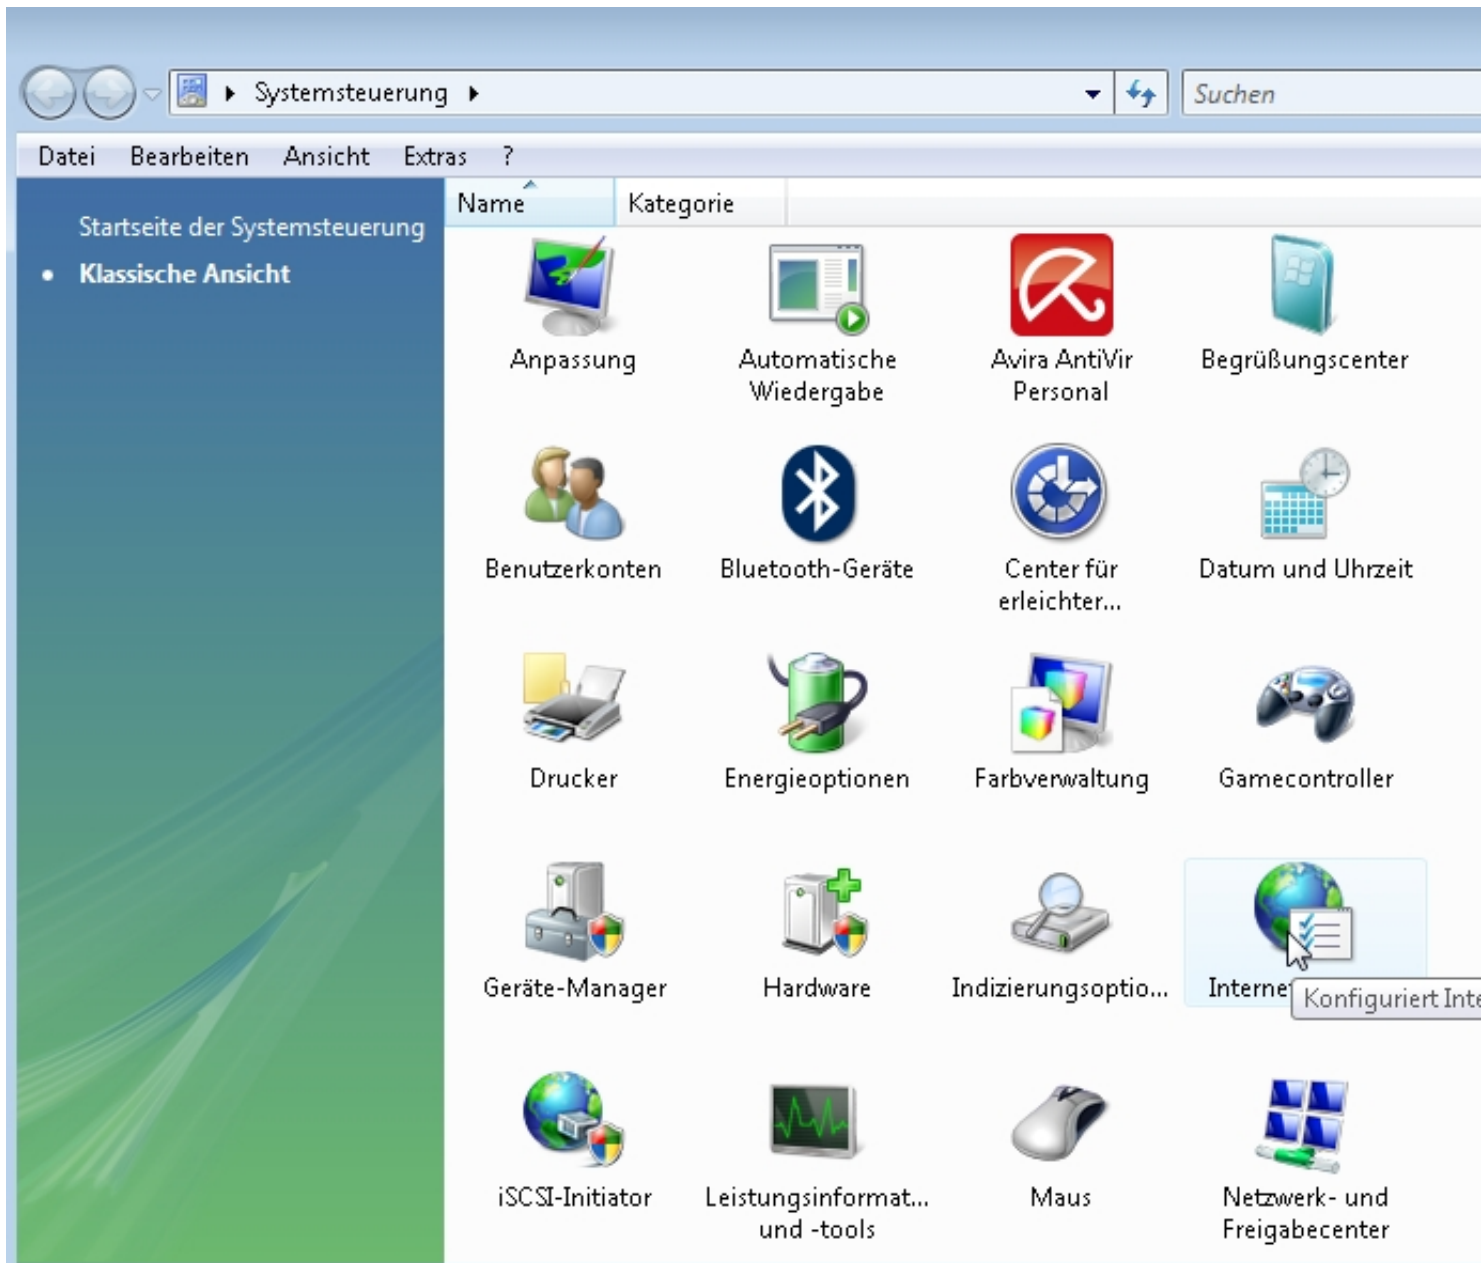 Systemsteuerung
Suchen
Datei Bearbeiten Ansicht Extras ?
Startseite der Systemsteuerung
Klassische Ansicht
Name Kategorie
Anpassung
Automatische
Wiedergabe
Avira AntiVir
Personal
Begrüßungscenter
Benutzerkonten
Bluetooth-Geräte
Center für
erleichter...
Datum und Uhrzeit
Drucker
Energieoptionen
Farbverwaltung
Gamecontroller
Geräte-Manager
Hardware
Indizierungsoptio...
Konfiguriert
iSCSI-Initiator
Leistungsinformat...
und -tools
Maus
Netzwerk- und
Freigabecenter